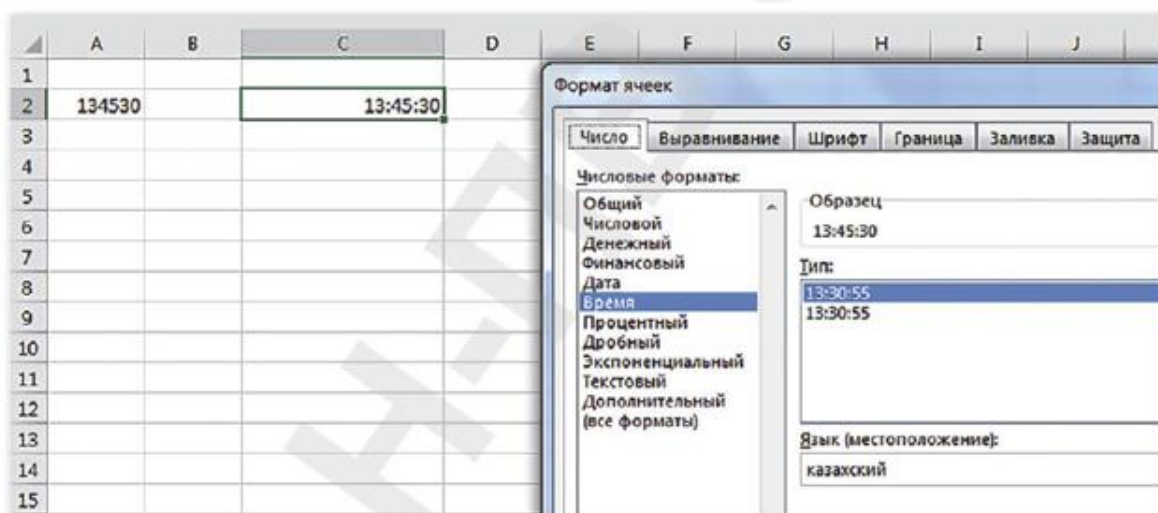 A B C D E F G H I J
1
2 134530 13:45:30
3
4
5
6
7
8
9
10
11
12
13
14
15
Формат ячеек
Число Выравнивание Шрифт Граница Заливка Защита
Числовые форматы:
Общий
Числовой
Денежный
Финансовый
Дата
Время
Процентный
Дробный
Экспоненциальный
Текстовый
Дополнительный
(все форматы)
Образец
13:45:30
Тип:
13:30:55
13:30:55
Язык (местоположение):
казахский